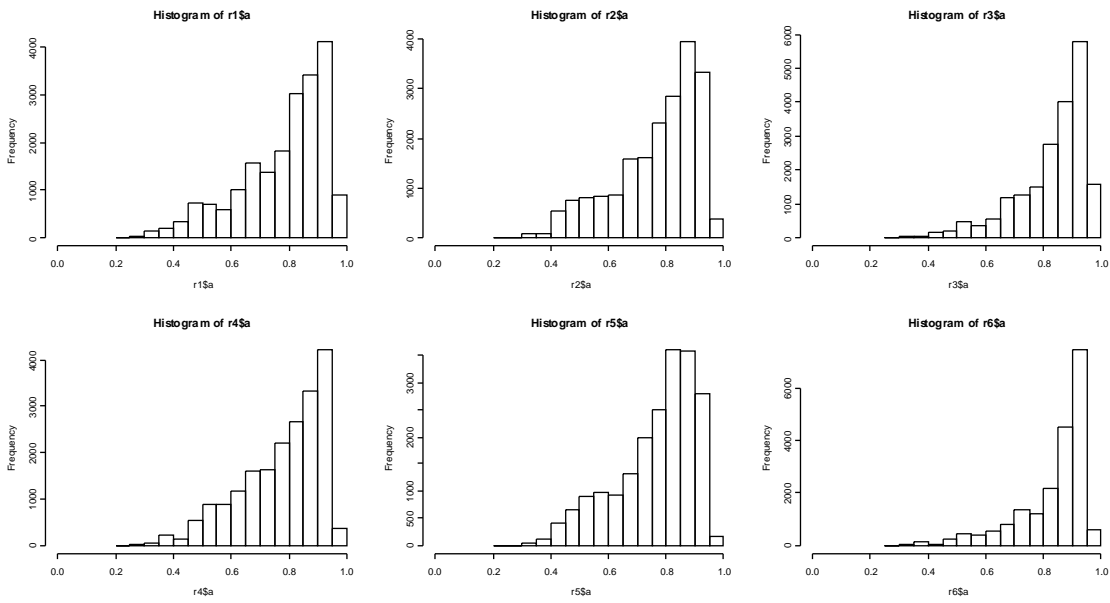 Histogram of r1$a
Frequency
0 1000 2000 3000 4000
0.0 0.2 0.4 0.6 0.8 1.0
r1$a
Histogram of r2$a
Frequency
0 1000 2000 3000 4000
0.0 0.2 0.4 0.6 0.8 1.0
r2$a
Histogram of r3$a
Frequency
0 1000 2000 3000 4000 5000 6000
0.0 0.2 0.4 0.6 0.8 1.0
r3$a
Histogram of r4$a
Frequency
0 1000 2000 3000 4000
0.0 0.2 0.4 0.6 0.8 1.0
r4$a
Histogram of r5$a
Frequency
0 500 1000 2000 3000
0.0 0.2 0.4 0.6 0.8 1.0
r5$a
Histogram of r6$a
Frequency
0 2000 4000 6000
0.0 0.2 0.4 0.6 0.8 1.0
r6$a